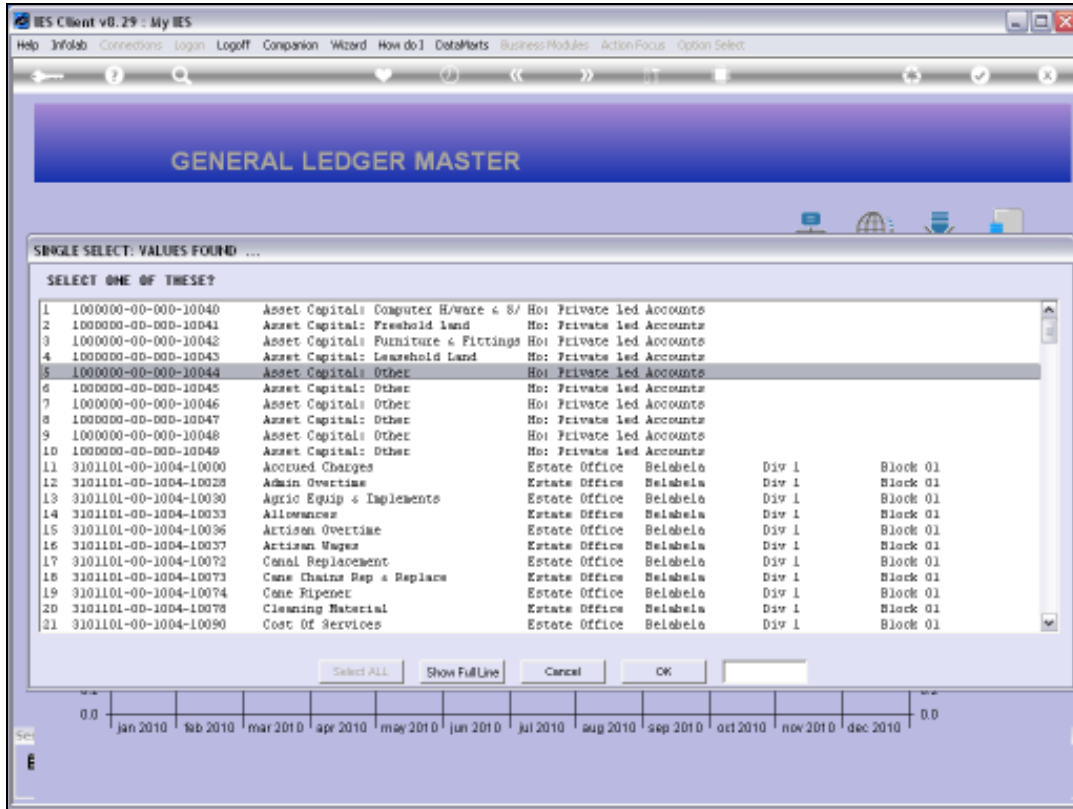 IES Client v8.29 : My IES
Help Infolab Connections Logon Logoff Companion Wizard How do I DataMarts Business Modules Action Focus Option Select
GENERAL LEDGER MASTER
SINGLE SELECT: VALUES FOUND ...
SELECT ONE OF THESE?
1 1000000-00-000-10040 Asset Capital: Computer H/ware & S/ Ho: Private Led Accounts
2 1000000-00-000-10041 Asset Capital: Freehold Land Ho: Private Led Accounts
3 1000000-00-000-10042 Asset Capital: Furniture & Fittings Ho: Private Led Accounts
4 1000000-00-000-10043 Asset Capital: Leasehold Land Ho: Private Led Accounts
5 1000000-00-000-10044 Asset Capital: Other Ho: Private Led Accounts
6 1000000-00-000-10045 Asset Capital: Other Ho: Private Led Accounts
7 1000000-00-000-10046 Asset Capital: Other Ho: Private Led Accounts
8 1000000-00-000-10047 Asset Capital: Other Ho: Private Led Accounts
9 1000000-00-000-10048 Asset Capital: Other Ho: Private Led Accounts
10 1000000-00-000-10049 Asset Capital: Other Ho: Private Led Accounts
11 3101101-00-1004-10000 Accrued Charges Estate Office Belabela Div 1 Block 01
12 3101101-00-1004-10028 Admin Overtime Estate Office Belabela Div 1 Block 01
13 3101101-00-1004-10030 Agric Equip & Implements Estate Office Belabela Div 1 Block 01
14 3101101-00-1004-10033 Allowances Estate Office Belabela Div 1 Block 01
15 3101101-00-1004-10036 Artisan Overtime Estate Office Belabela Div 1 Block 01
16 3101101-00-1004-10037 Artisan Wages Estate Office Belabela Div 1 Block 01
17 3101101-00-1004-10072 Canal Replacement Estate Office Belabela Div 1 Block 01
18 3101101-00-1004-10073 Cane Chains Rep & Replace Estate Office Belabela Div 1 Block 01
19 3101101-00-1004-10074 Cane Ripener Estate Office Belabela Div 1 Block 01
20 3101101-00-1004-10078 Cleaning Material Estate Office Belabela Div 1 Block 01
21 3101101-00-1004-10090 Cost Of Services Estate Office Belabela Div 1 Block 01
Select ALL Show Full Line Cancel OK
0.0 jan 2010 feb 2010 mar 2010 apr 2010 may 2010 jun 2010 jul 2010 aug 2010 sep 2010 oct 2010 nov 2010 dec 2010 0.0